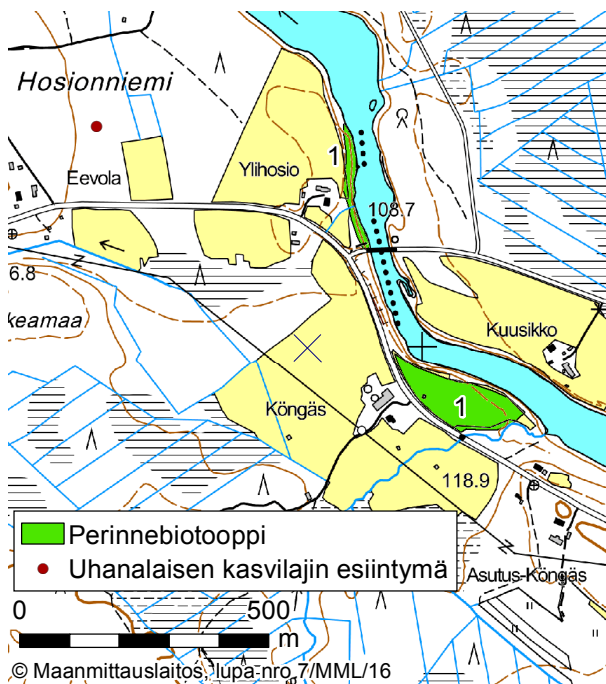 Hosionniemi
1
Eevola
Ylihosio
108.7
6.8
keamaa
Kuusikko
Köngäs
1
118.9
Perinnebiotooppi
Uhanalaisen kasvilajin esiintymä
Asutus-Köngäs
0 500
m
© Maanmittauslaitos, lupa-nro 7/MML/16